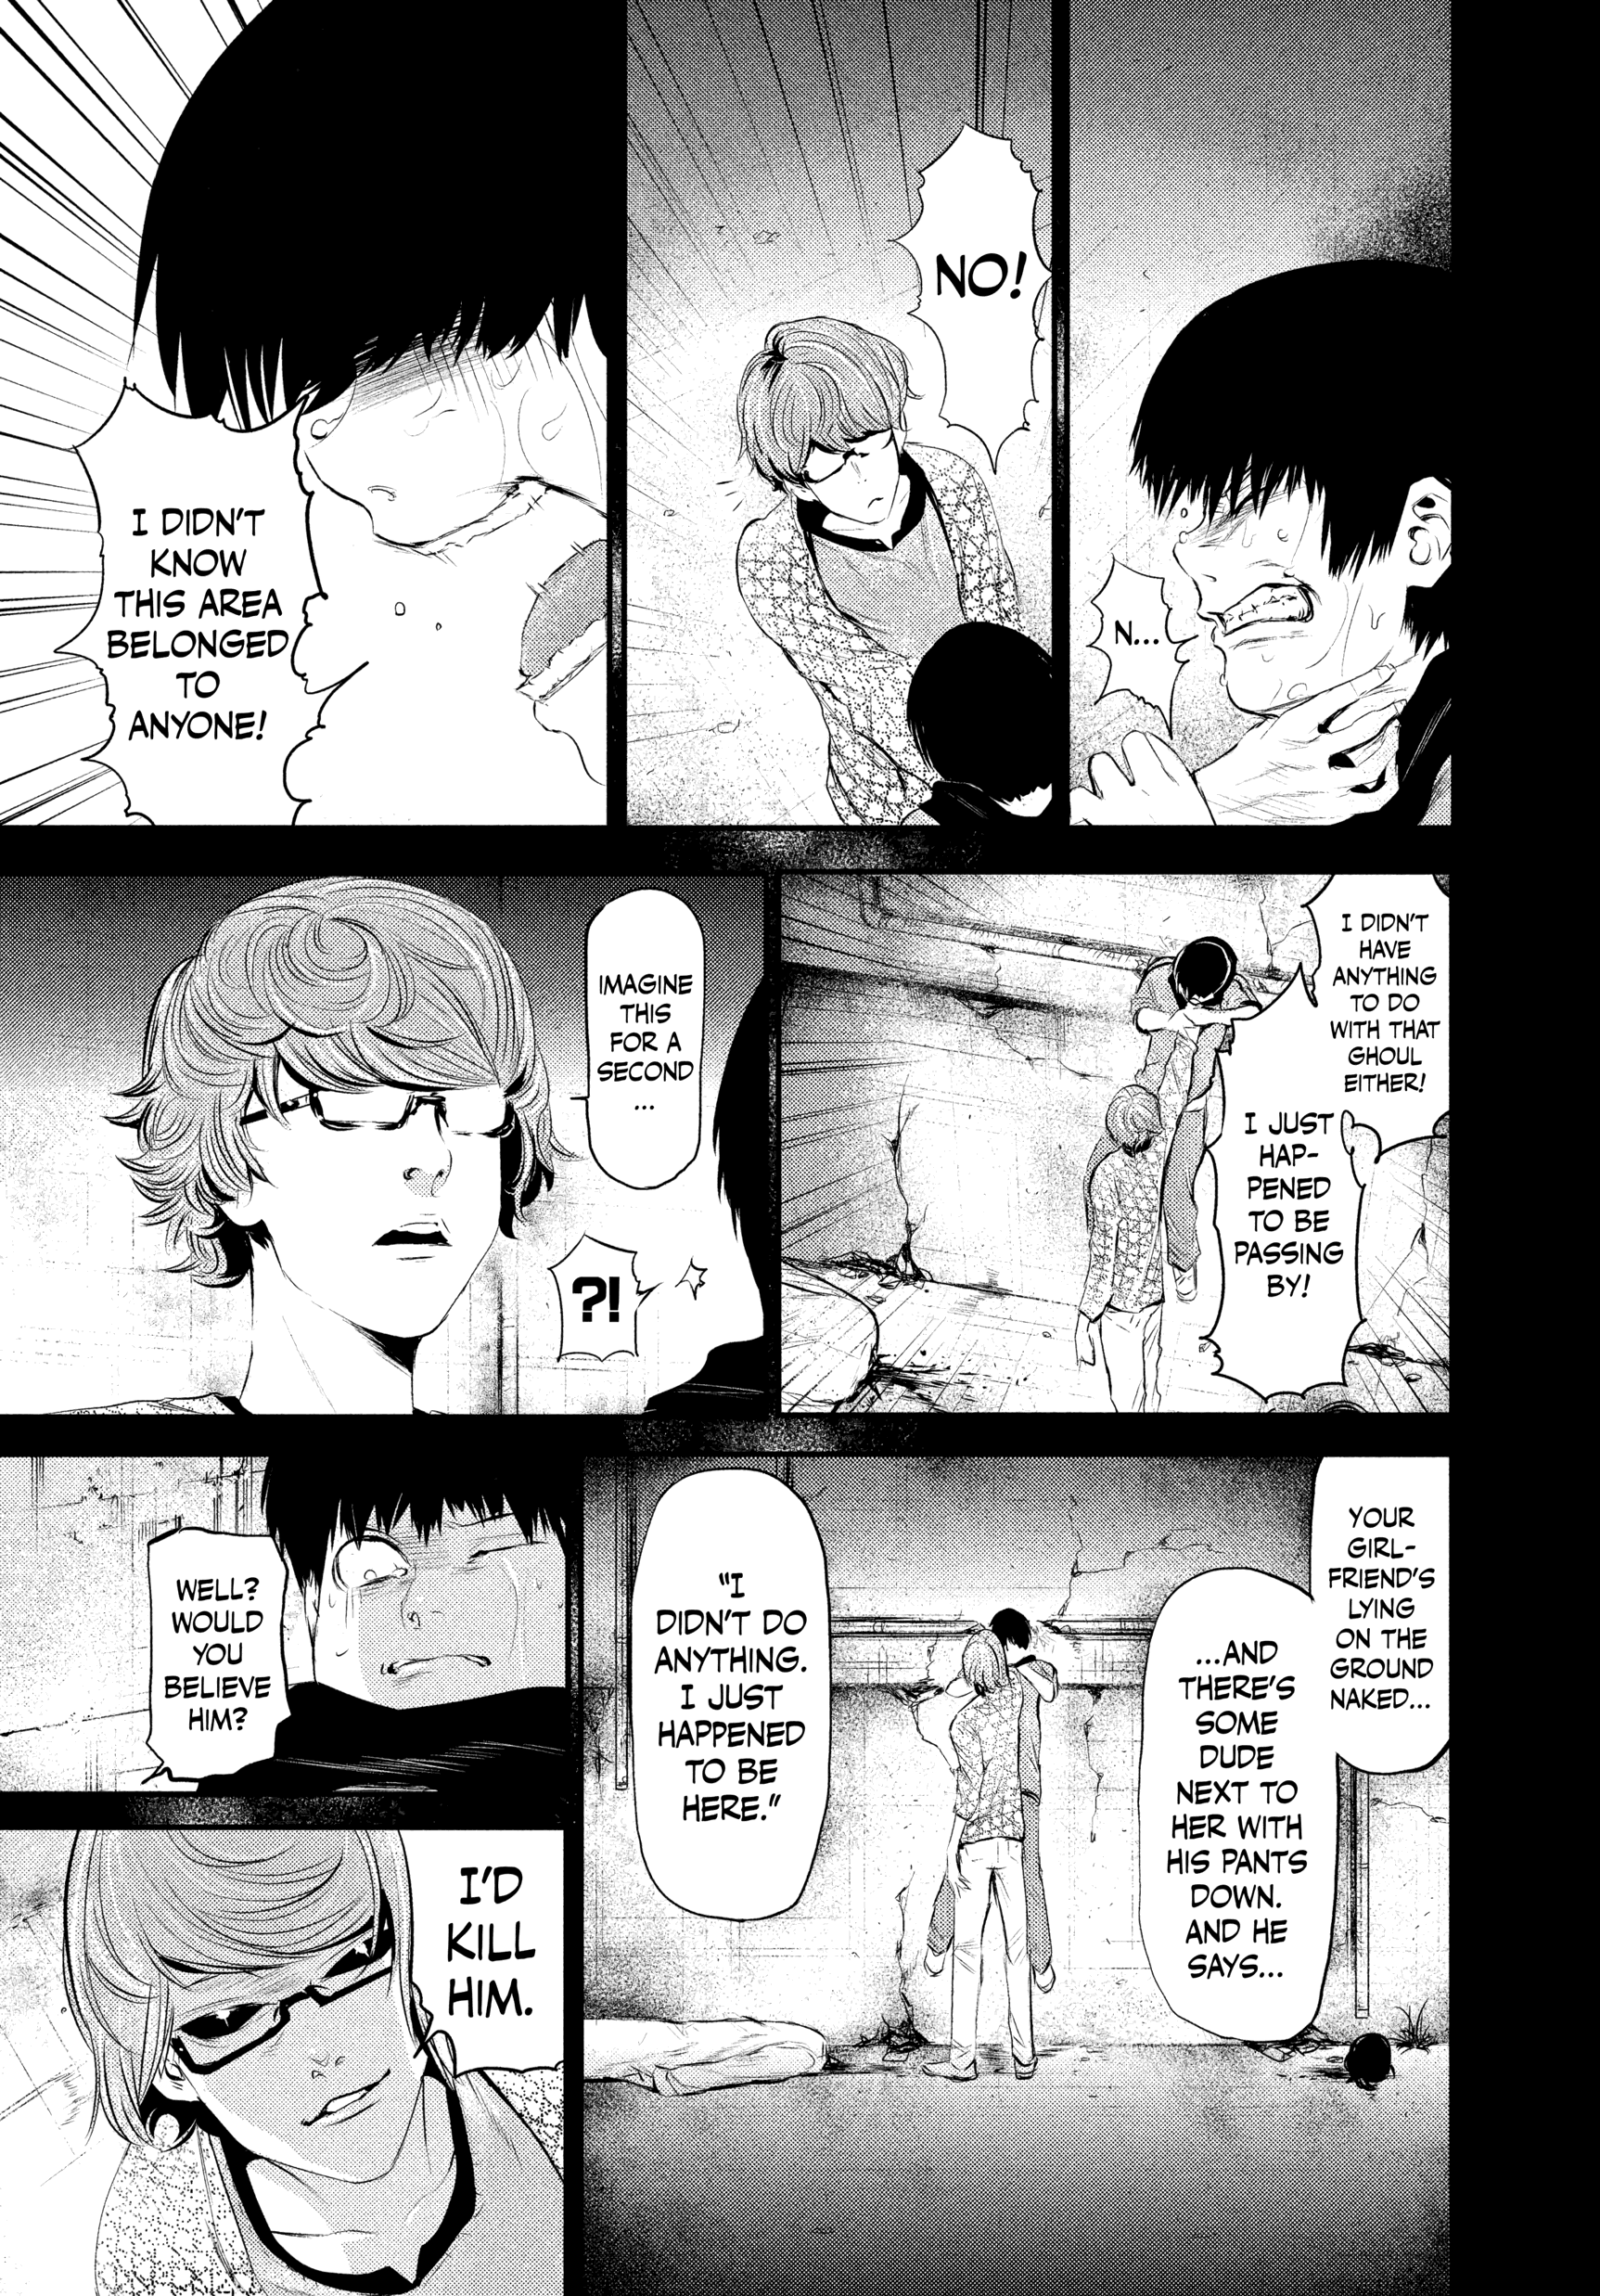 N...
NO!
I DIDN'T
KNOW
THIS AREA
BELONGED
TO
ANYONE!
I DIDN'T
HAVE
ANYTHING
TO DO
WITH THAT
GHOUL
EITHER!
I JUST
HAP-
PENED
TO BE
PASSING
BY!
IMAGINE
THIS
FOR A
SECOND
...
?!
YOUR
GIRL-
FRIEND'S
LYING
ON THE
GROUND
NAKED...
...AND
THERE'S
SOME
DUDE
NEXT TO
HER WITH
HIS PANTS
DOWN.
AND HE
SAYS...
"I
DIDN'T DO
ANYTHING.
I JUST
HAPPENED
TO BE
HERE."
WELL?
WOULD
YOU
BELIEVE
HIM?
I'D
KILL
HIM.